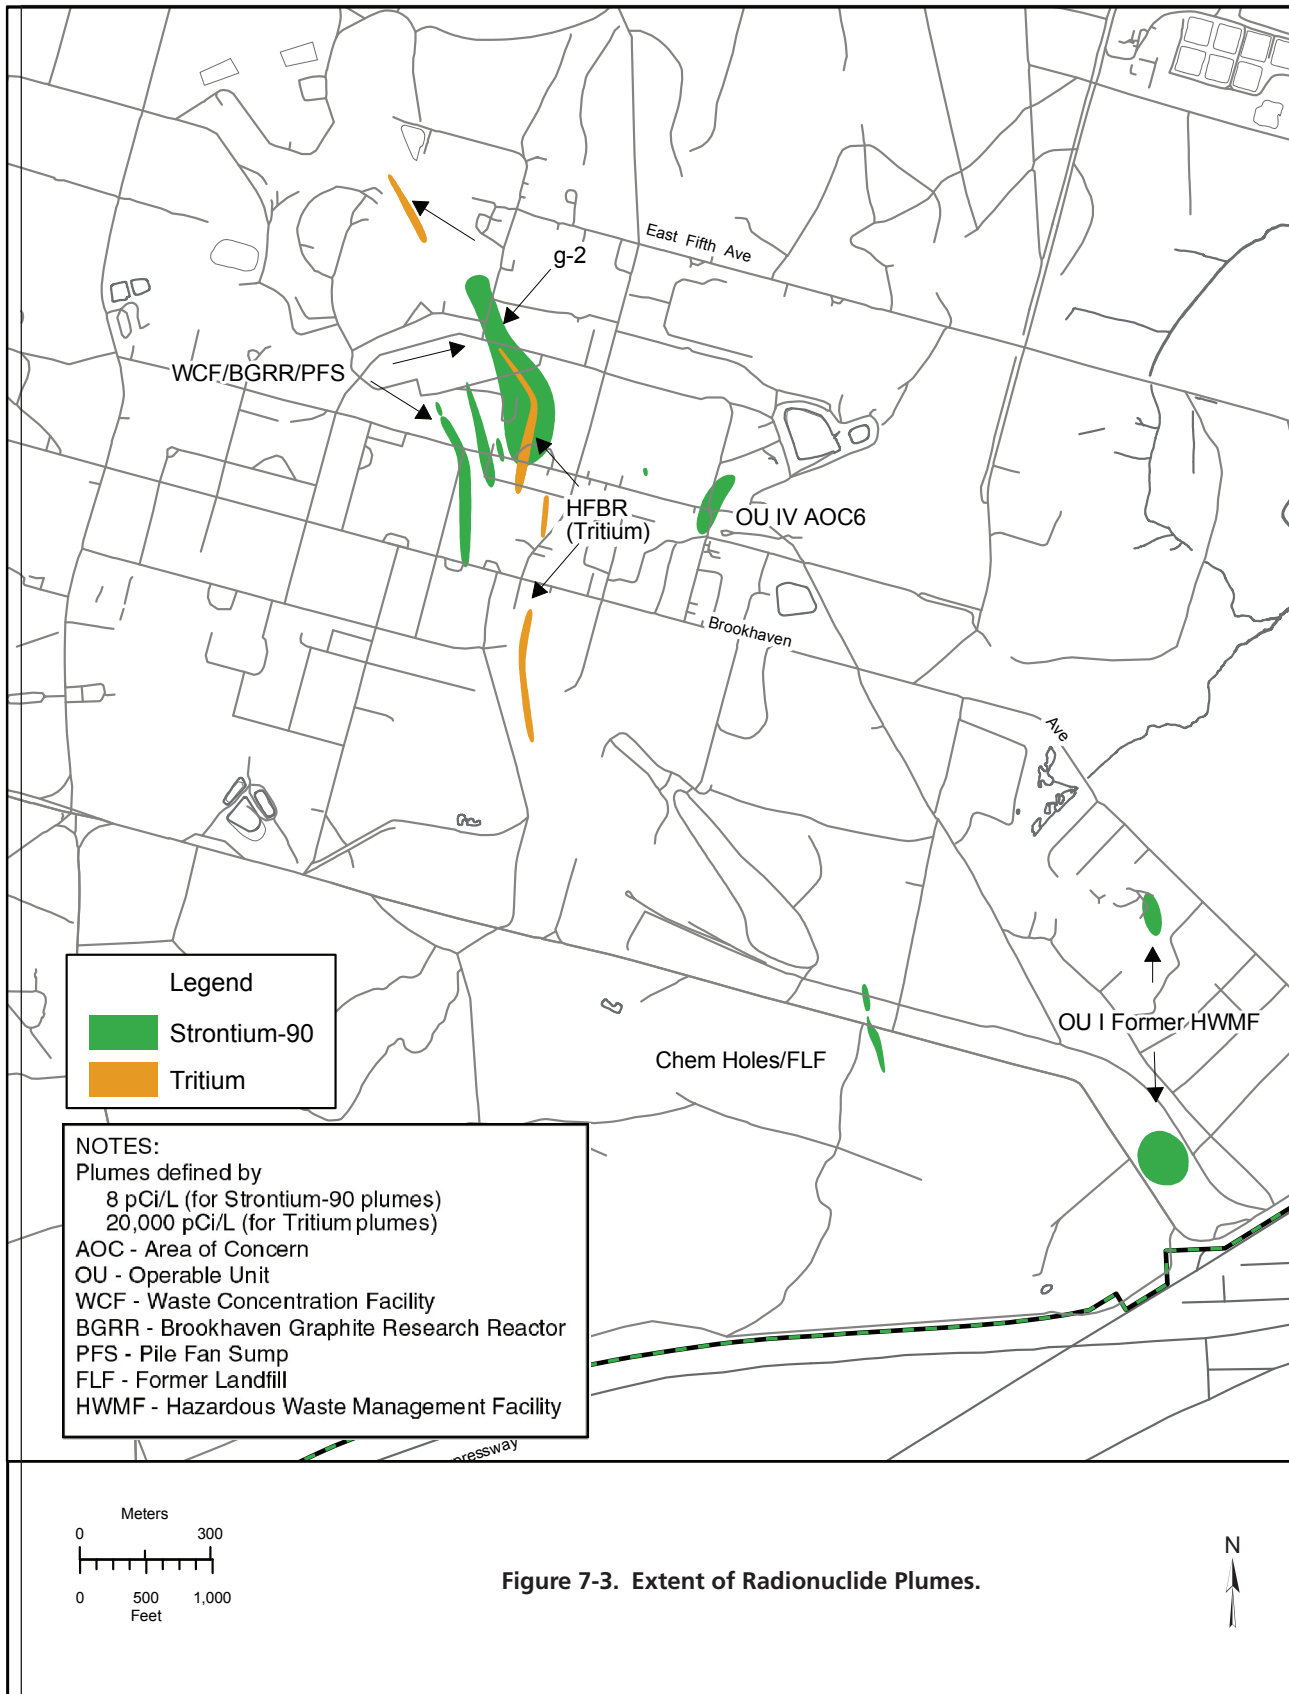 East Fifth Ave
g-2
WCF/BGRR/PFS
HFBR
(Tritium)
OU IV AOC6
Brookhaven
Ave
OU I Former HWMF
Chem Holes/FLF
Legend
Strontium-90
Tritium
NOTES:
Plumes defined by
8 pCi/L (for Strontium-90 plumes)
20,000 pCi/L (for Tritium plumes)
AOC - Area of Concern
OU - Operable Unit
WCF - Waste Concentration Facility
BGRR - Brookhaven Graphite Research Reactor
PFS - Pile Fan Sump
FLF - Former Landfill
HWMF - Hazardous Waste Management Facility
pressway
Meters
0 300
0 500 1,000
Feet
Figure 7-3. Extent of Radionuclide Plumes.
N